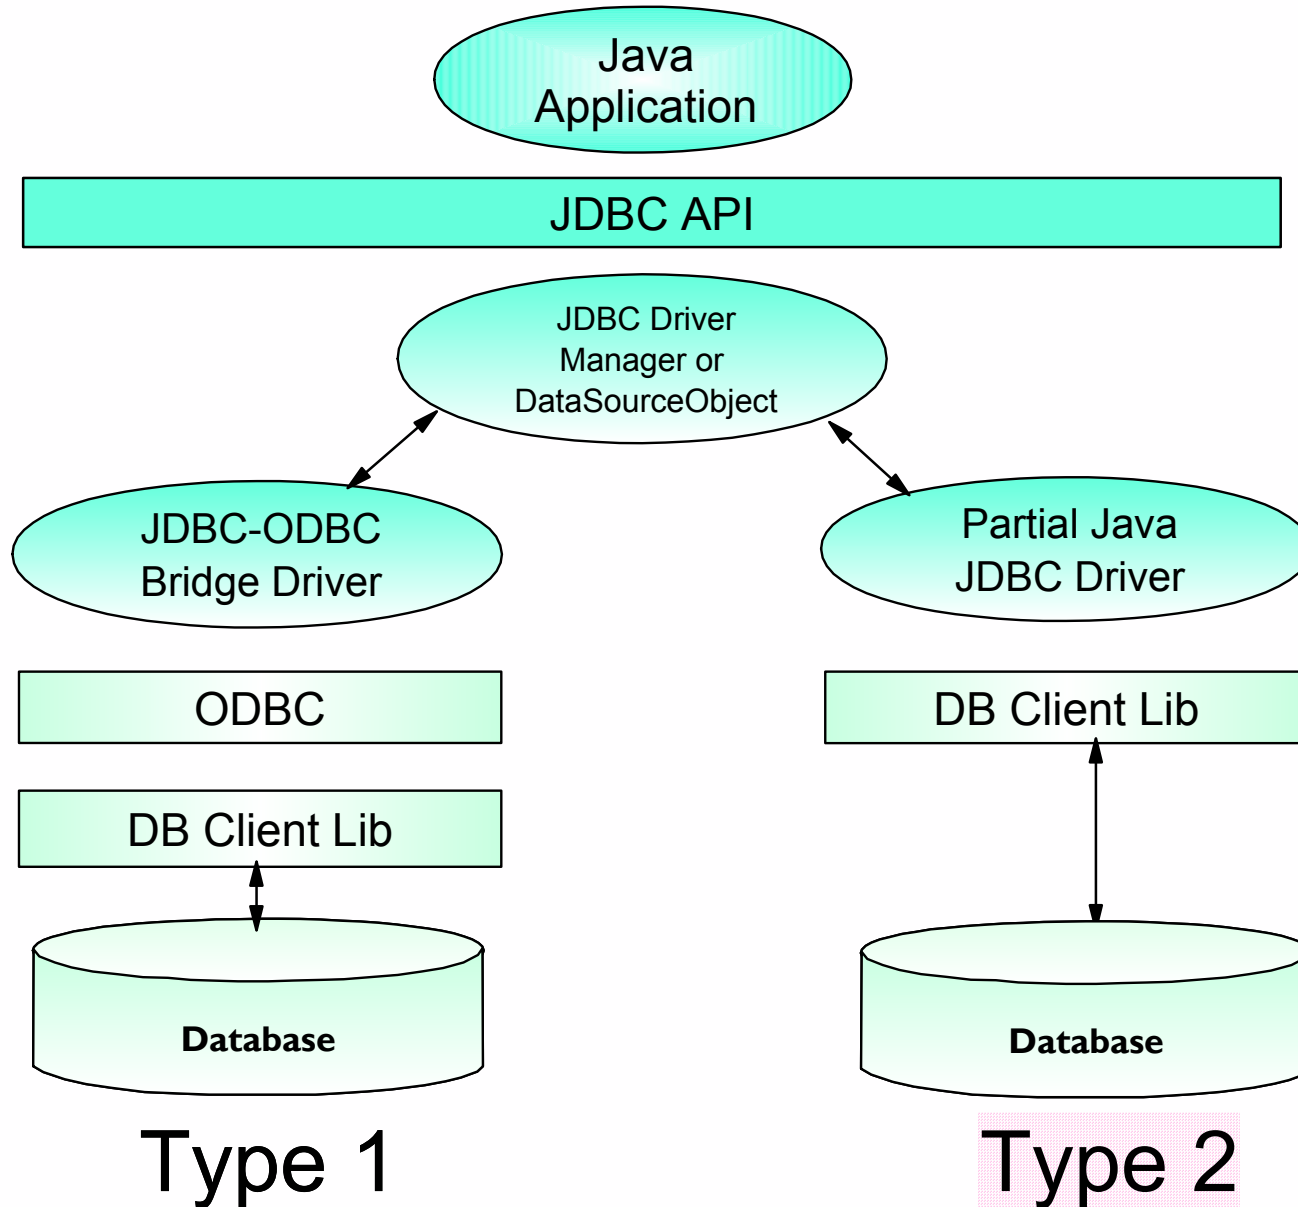 Java
Application
JDBC API
JDBC Driver
Manager or
DataSourceObject
JDBC-ODBC
Bridge Driver
Partial Java
JDBC Driver
ODBC
DB Client Lib
DB Client Lib
Database
Database
Type 1
Type 2